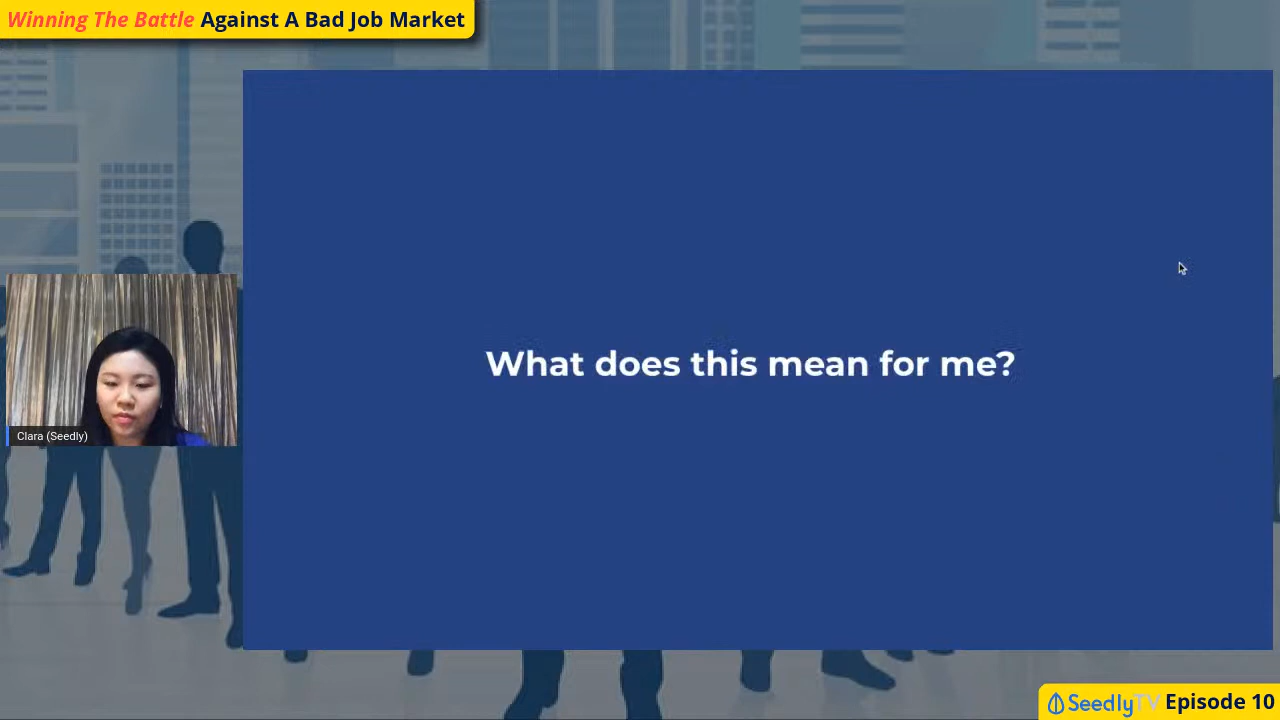 Winning The Battle Against A Bad Job Market
What does this mean for me?
Clara (Seedly)
SeedlyTV Episode 10